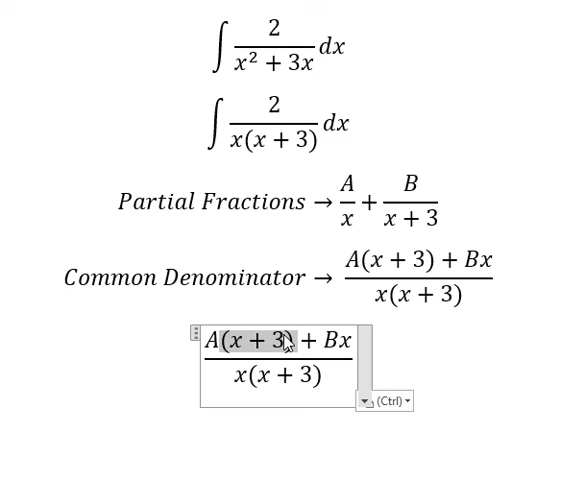 ∫ 2/(x² + 3x) dx
∫ 2/(x(x + 3)) dx
Partial Fractions → A/x + B/(x + 3)
Common Denominator → (A(x + 3) + Bx)/(x(x + 3))
(A(x + 3) + Bx)/(x(x + 3))
(Ctrl)